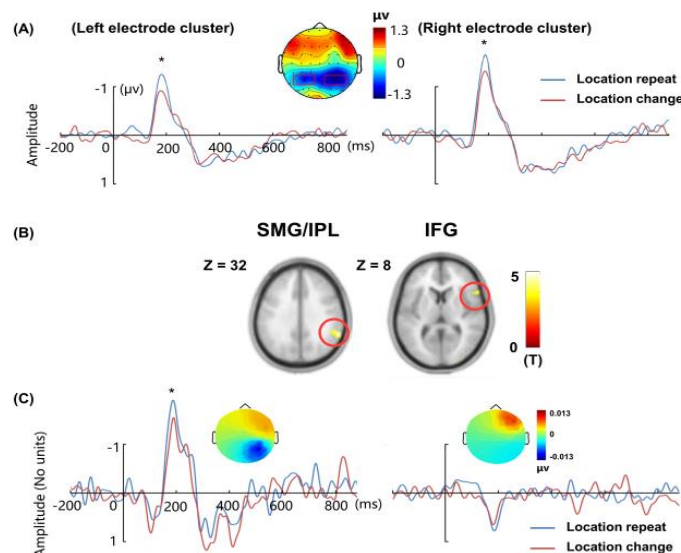 (A) (Left electrode cluster) μv 1.3 0 -1.3 (Right electrode cluster)
* *
-1 (μv)
Location repeat
Location change
Amplitude
-200 0 200 400 600 800 (ms)
1
(B) SMG/IPL IFG
Z = 32 Z = 8
5
0
(T)
(C)
* 0.013
0
-0.013
μv
-1
Amplitude (No units)
-200 0 200 400 600 800 (ms)
1
Location repeat
Location change